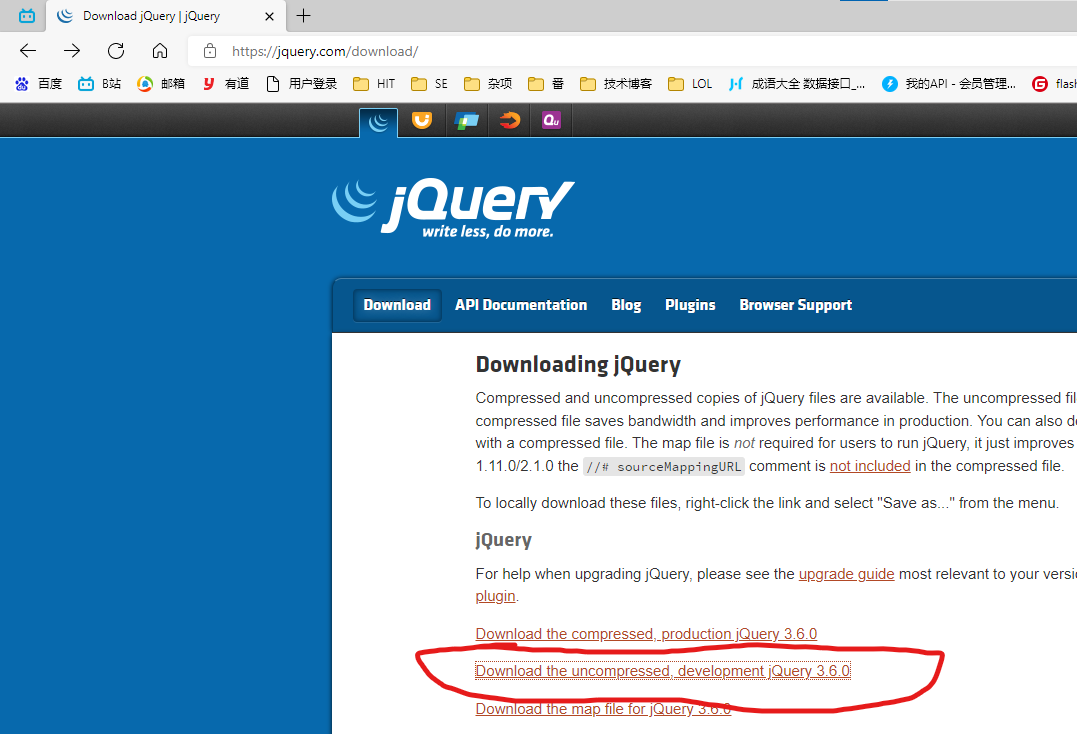 Download jQuery | jQuery
https://jquery.com/download/
百度 B站 邮箱 有道 用户登录 HIT SE 杂项 番 技术博客 LOL 成语大全 数据接口_... 我的API - 会员管理... flash
Qu
jQuery
write less, do more.
Download API Documentation Blog Plugins Browser Support
Downloading jQuery
Compressed and uncompressed copies of jQuery files are available. The uncompressed fil
compressed file saves bandwidth and improves performance in production. You can also do
with a compressed file. The map file is not required for users to run jQuery, it just improves
1.11.0/2.1.0 the //# sourceMappingURL comment is not included in the compressed file.
To locally download these files, right-click the link and select "Save as..." from the menu.
jQuery
For help when upgrading jQuery, please see the upgrade guide most relevant to your versi
plugin.
Download the compressed, production jQuery 3.6.0
Download the uncompressed, development jQuery 3.6.0
Download the map file for jQuery 3.6.0